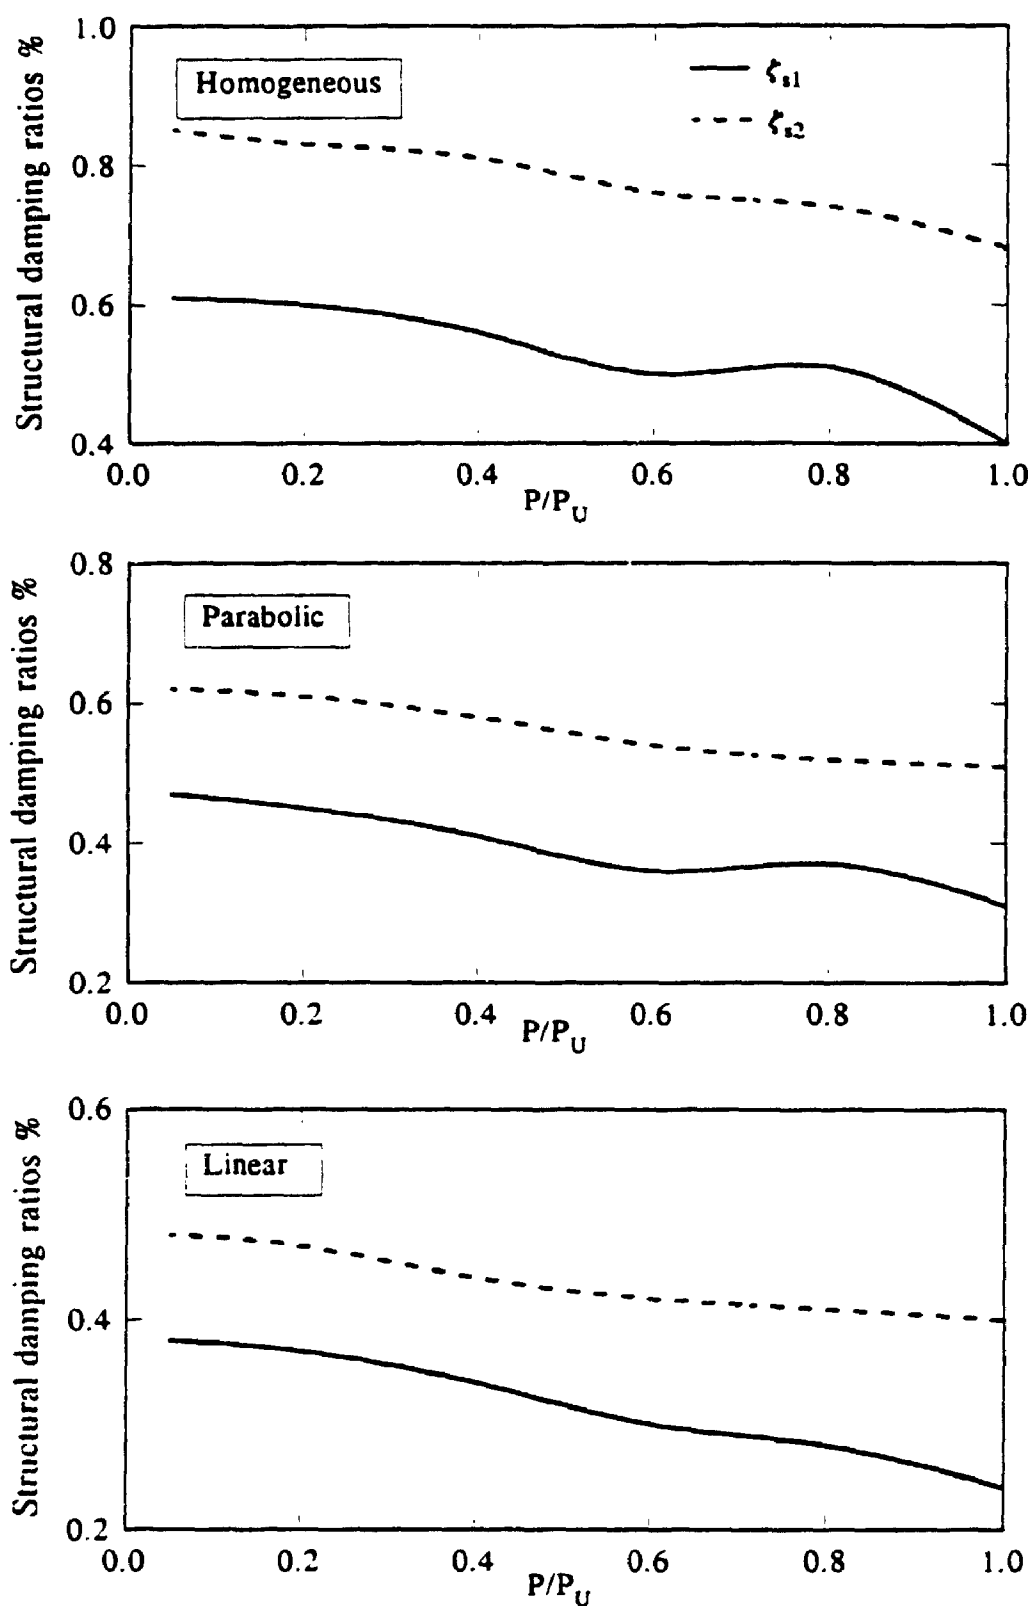 Structural damping ratios %
1.0
0.8
0.6
0.4
Homogeneous
ζs1
ζs2
0.0 0.2 0.4 0.6 0.8 1.0
P/PU
Structural damping ratios %
0.8
0.6
0.4
0.2
Parabolic
0.0 0.2 0.4 0.6 0.8 1.0
P/PU
Structural damping ratios %
0.6
0.4
0.2
Linear
0.0 0.2 0.4 0.6 0.8 1.0
P/PU